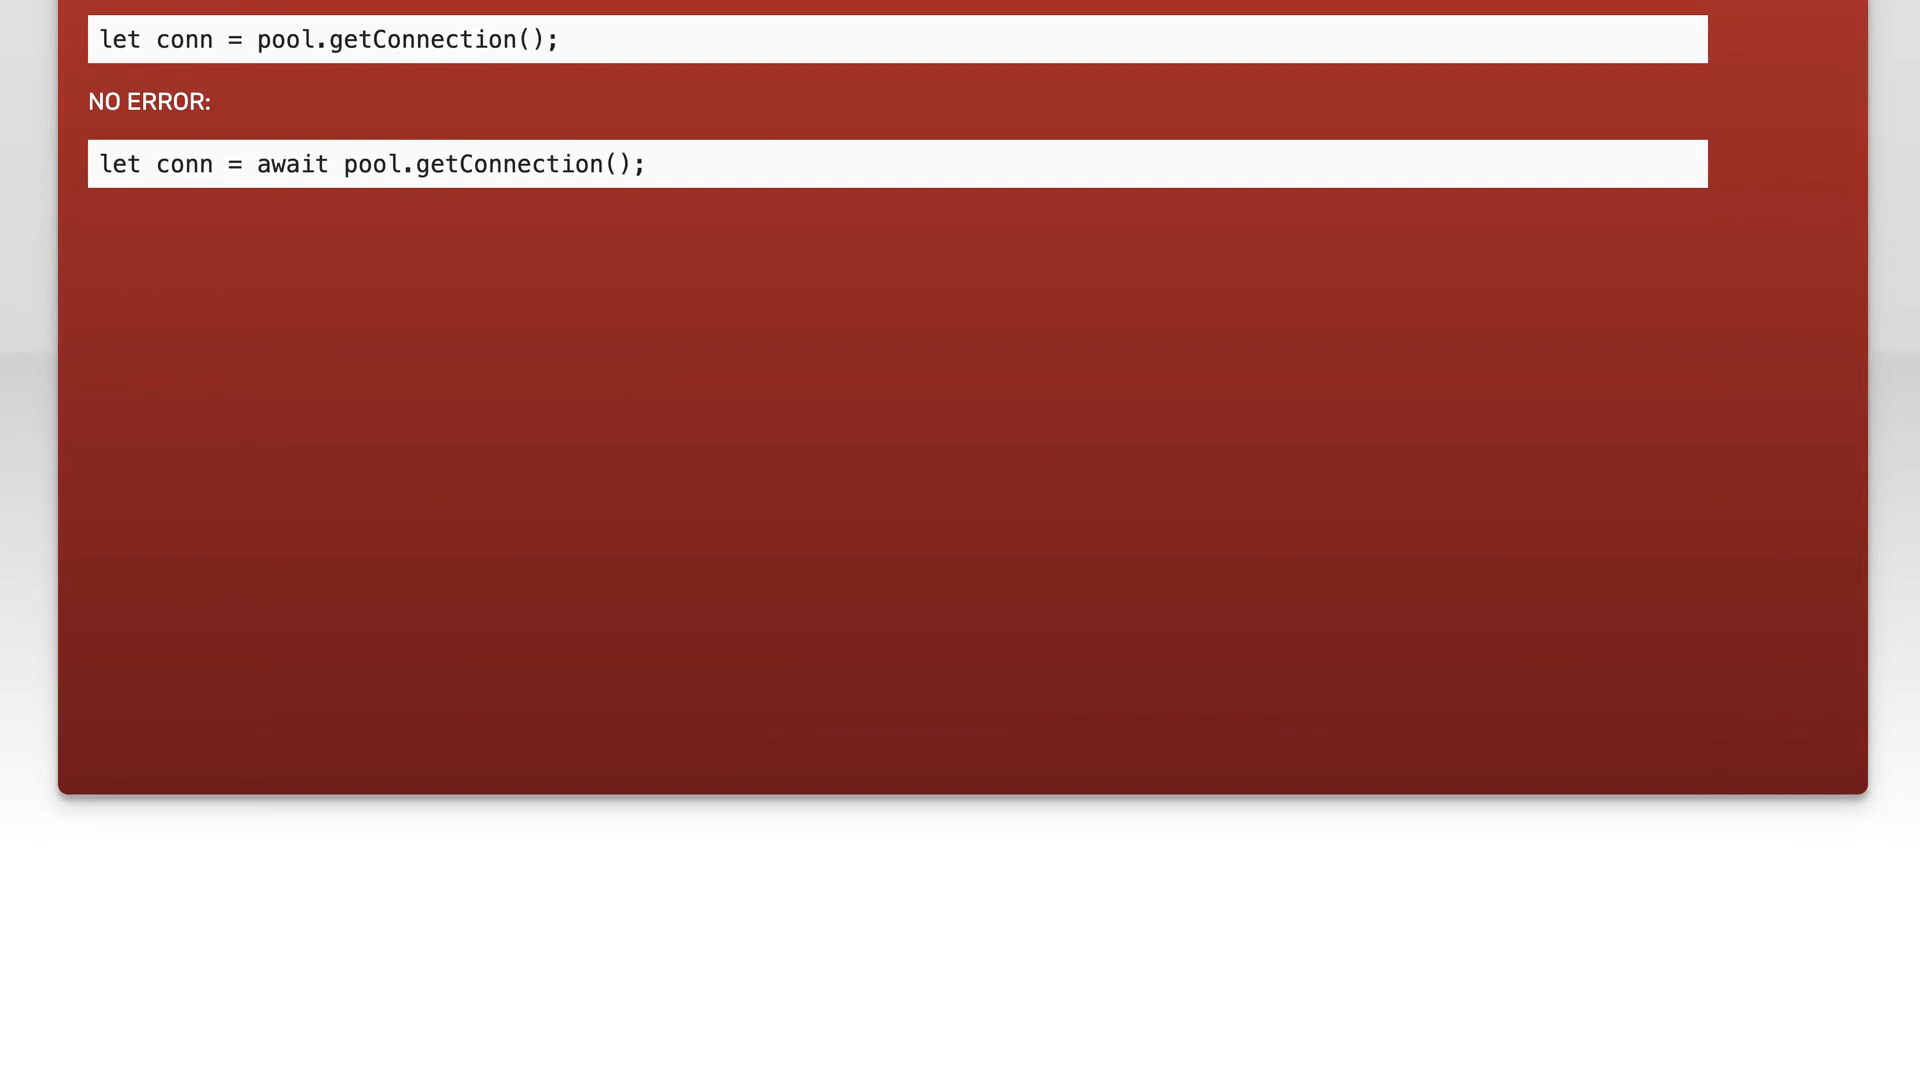 let conn = pool.getConnection();
NO ERROR:
let conn = await pool.getConnection();